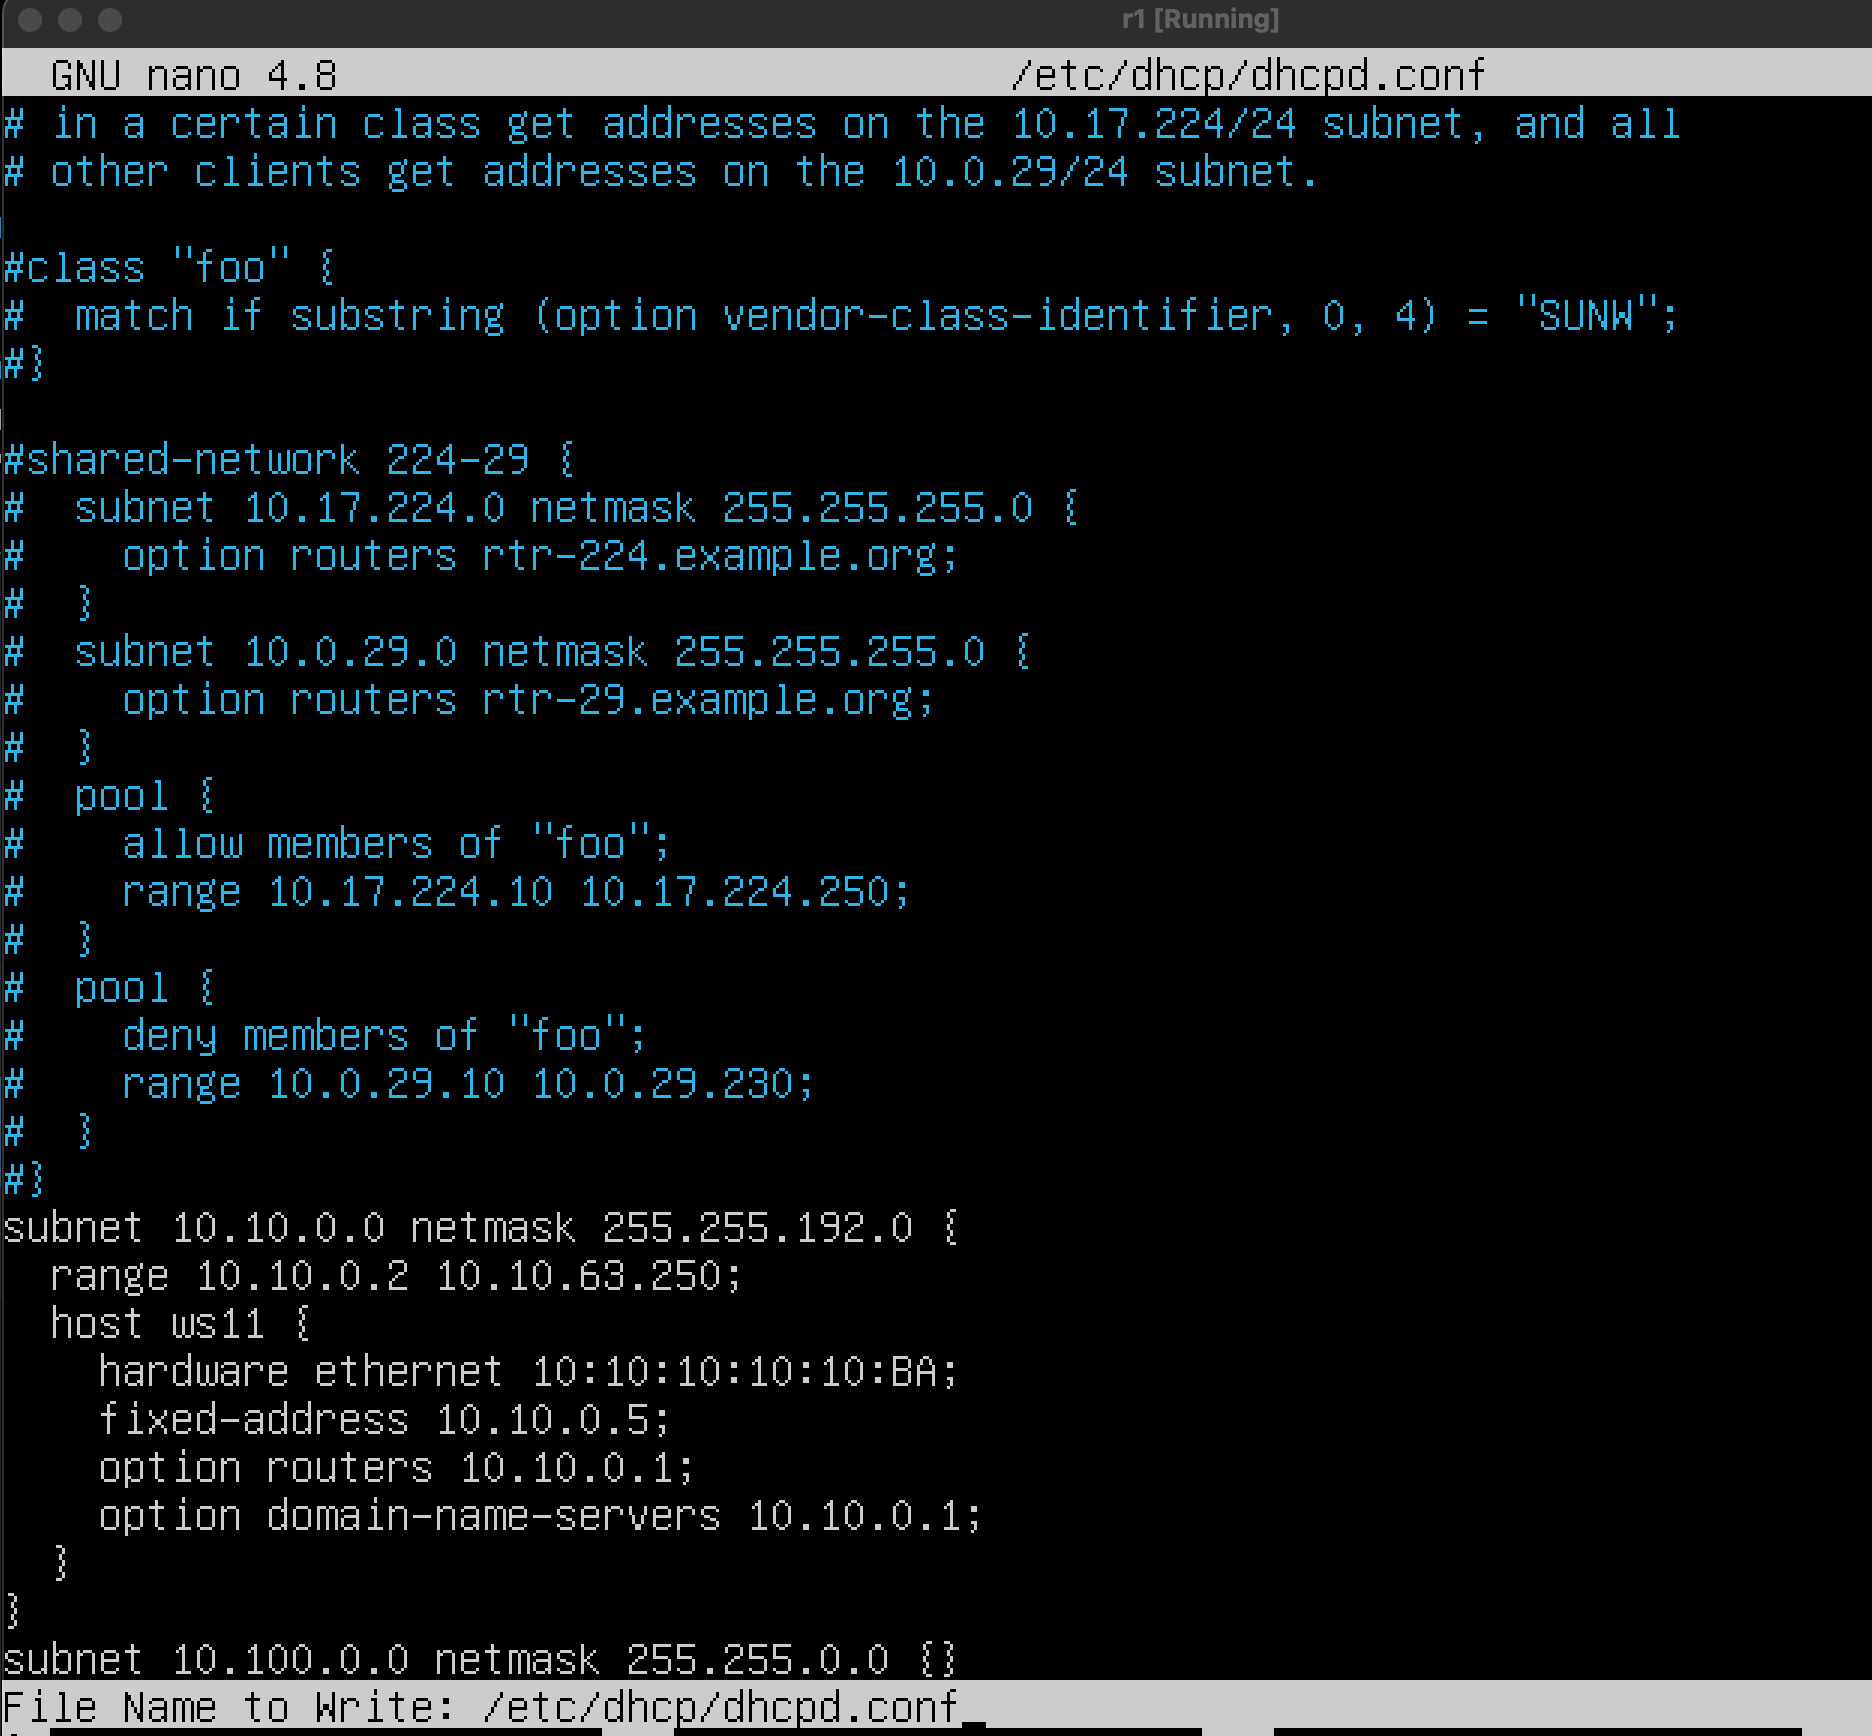 r1 [Running]
GNU nano 4.8 /etc/dhcp/dhcpd.conf
# in a certain class get addresses on the 10.17.224/24 subnet, and all
# other clients get addresses on the 10.0.29/24 subnet.
#class "foo" {
#  match if substring (option vendor-class-identifier, 0, 4) = "SUNW";
#}
#shared-network 224-29 {
#  subnet 10.17.224.0 netmask 255.255.255.0 {
#    option routers rtr-224.example.org;
#  }
#  subnet 10.0.29.0 netmask 255.255.255.0 {
#    option routers rtr-29.example.org;
#  }
#  pool {
#    allow members of "foo";
#    range 10.17.224.10 10.17.224.250;
#  }
#  pool {
#    deny members of "foo";
#    range 10.0.29.10 10.0.29.230;
#  }
#}
subnet 10.10.0.0 netmask 255.255.192.0 {
  range 10.10.0.2 10.10.63.250;
  host ws11 {
    hardware ethernet 10:10:10:10:10:BA;
    fixed-address 10.10.0.5;
    option routers 10.10.0.1;
    option domain-name-servers 10.10.0.1;
  }
}
subnet 10.100.0.0 netmask 255.255.0.0 {}
File Name to Write: /etc/dhcp/dhcpd.conf